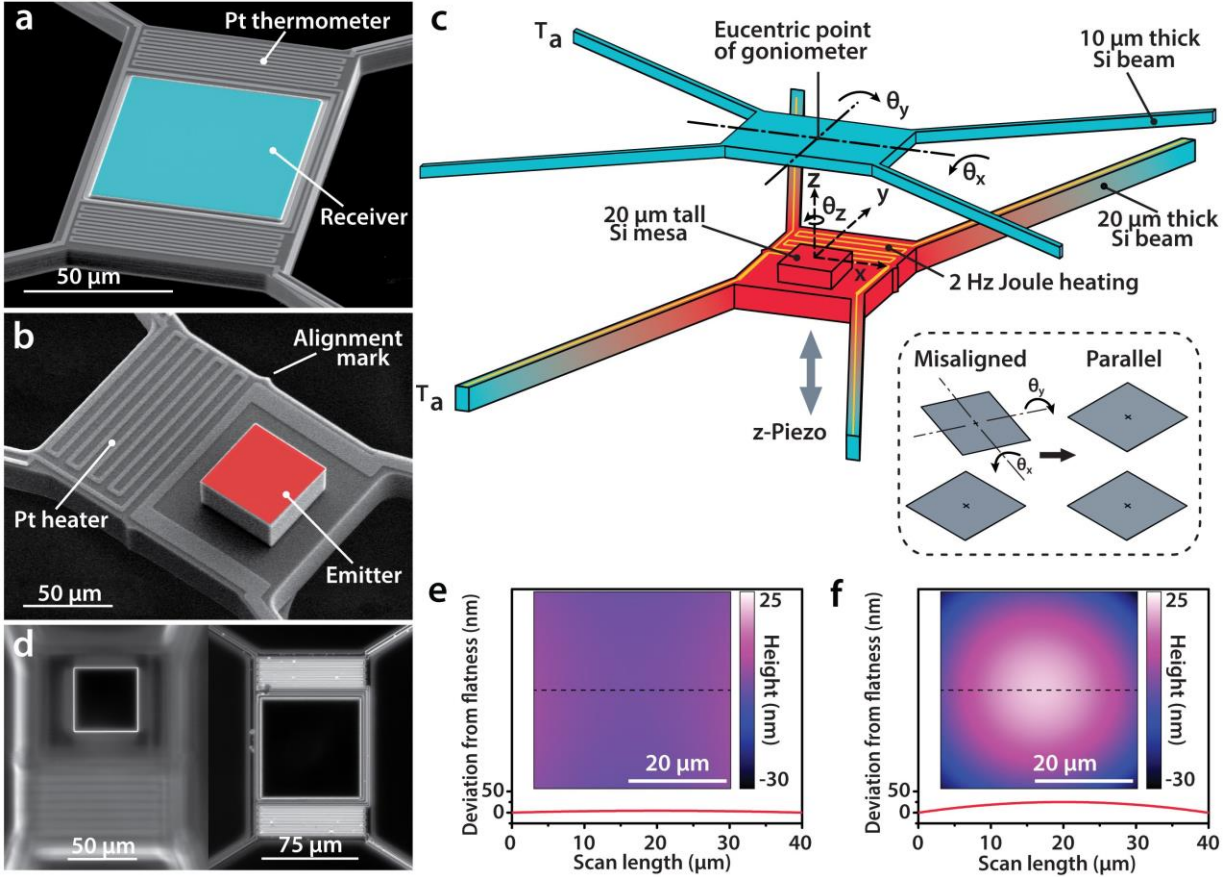 a
Pt thermometer
Receiver
50 µm
b
Alignment
mark
Pt heater
Emitter
50 µm
c
Ta
Eucentric point
of goniometer
10 µm thick
Si beam
θy
θx
z
θz
y
x
20 µm tall
Si mesa
20 µm thick
Si beam
2 Hz Joule heating
Ta
z-Piezo
Misaligned
Parallel
θy
θx
d
50 µm
75 µm
e
Deviation from flatness (nm)
50
0
25
Height (nm)
-30
20 µm
0
10
20
30
40
Scan length (µm)
f
Deviation from flatness (nm)
50
0
25
Height (nm)
-30
20 µm
0
10
20
30
40
Scan length (µm)